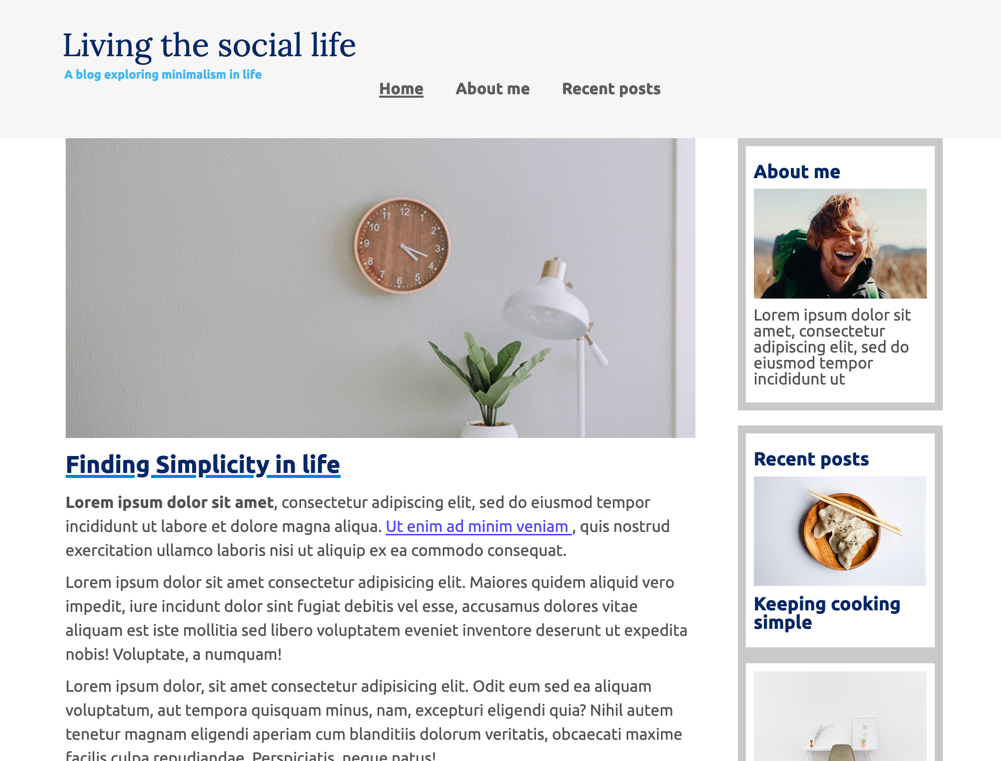 Living the social life
A blog exploring minimalism in life
Home About me Recent posts
12
1
2
3
4
5
6
7
8
9
10
11
Finding Simplicity in life
Lorem ipsum dolor sit amet, consectetur adipiscing elit, sed do eiusmod tempor
incididunt ut labore et dolore magna aliqua. Ut enim ad minim veniam , quis nostrud
exercitation ullamco laboris nisi ut aliquip ex ea commodo consequat.
Lorem ipsum dolor sit amet consectetur adipisicing elit. Maiores quidem aliquid vero
impedit, iure incidunt dolor sint fugiat debitis vel esse, accusamus dolores vitae
aliquam est iste mollitia sed libero voluptatem eveniet inventore deserunt ut expedita
nobis! Voluptate, a numquam!
Lorem ipsum dolor, sit amet consectetur adipisicing elit. Odit eum sed ea aliquam
voluptatum, aut tempora quisquam minus, nam, excepturi eligendi quia? Nihil autem
tenetur magnam eligendi aperiam cum blanditiis dolorum veritatis, obcaecati maxime
facilis culpa repudiandae. Perspiciatis, neque natus!
About me
Lorem ipsum dolor sit
amet, consectetur
adipiscing elit, sed do
eiusmod tempor
incididunt ut
Recent posts
Keeping cooking
simple